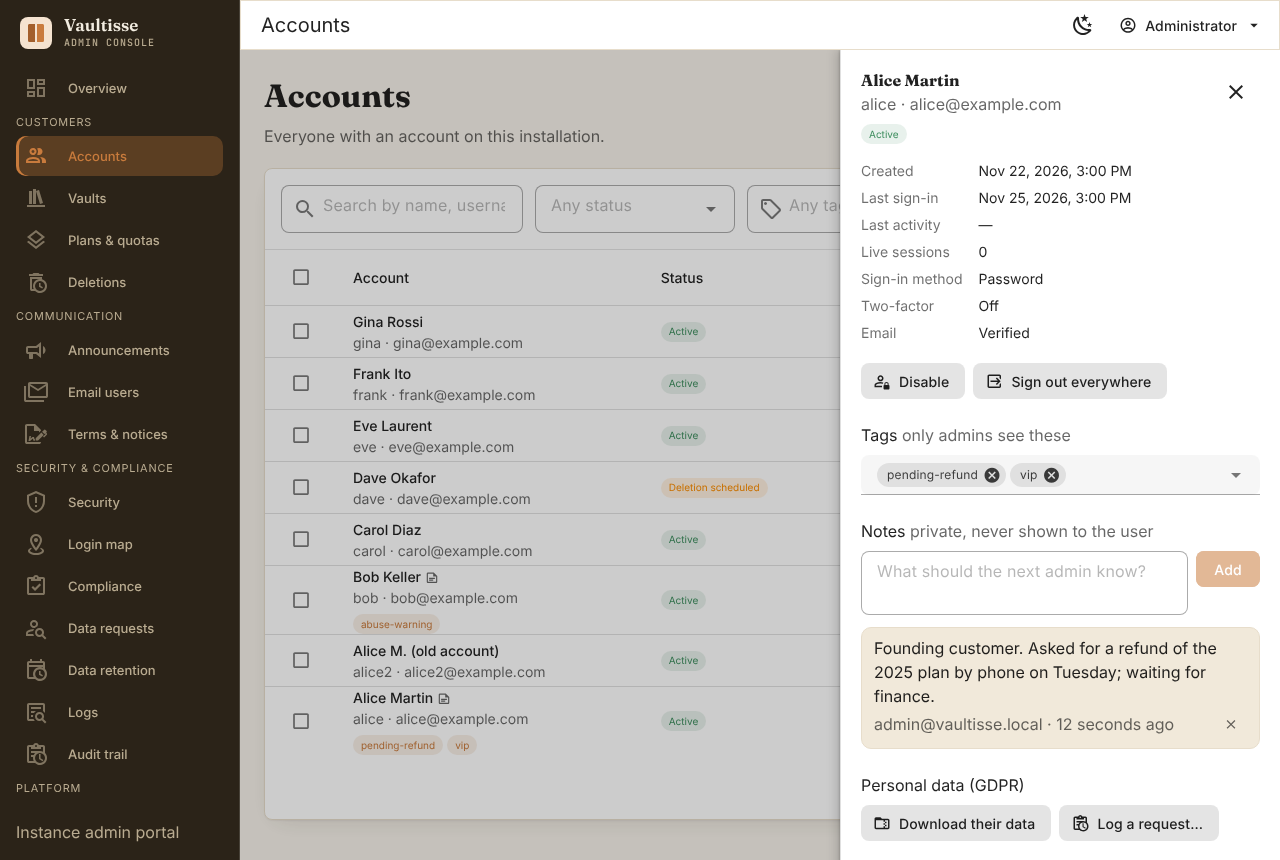 Vaultisse
ADMIN CONSOLE
Overview
CUSTOMERS
Accounts
Vaults
Plans & quotas
Deletions
COMMUNICATION
Announcements
Email users
Terms & notices
SECURITY & COMPLIANCE
Security
Login map
Compliance
Data requests
Data retention
Logs
Audit trail
PLATFORM
Instance admin portal
Accounts
Administrator
Accounts
Everyone with an account on this installation.
Search by name, userna
Any status
Any ta
Account Status
Gina Rossi
gina · gina@example.com
Active
Frank Ito
frank · frank@example.com
Active
Eve Laurent
eve · eve@example.com
Active
Dave Okafor
dave · dave@example.com
Deletion scheduled
Carol Diaz
carol · carol@example.com
Active
Bob Keller
bob · bob@example.com
abuse-warning
Active
Alice M. (old account)
alice2 · alice2@example.com
Active
Alice Martin
alice · alice@example.com
pending-refund vip
Active
Alice Martin
alice · alice@example.com
Active
Created Nov 22, 2026, 3:00 PM
Last sign-in Nov 25, 2026, 3:00 PM
Last activity —
Live sessions 0
Sign-in method Password
Two-factor Off
Email Verified
Disable Sign out everywhere
Tags only admins see these
pending-refund vip
Notes private, never shown to the user
What should the next admin know?
Add
Founding customer. Asked for a refund of the
2025 plan by phone on Tuesday; waiting for
finance.
admin@vaultisse.local · 12 seconds ago
Personal data (GDPR)
Download their data Log a request...